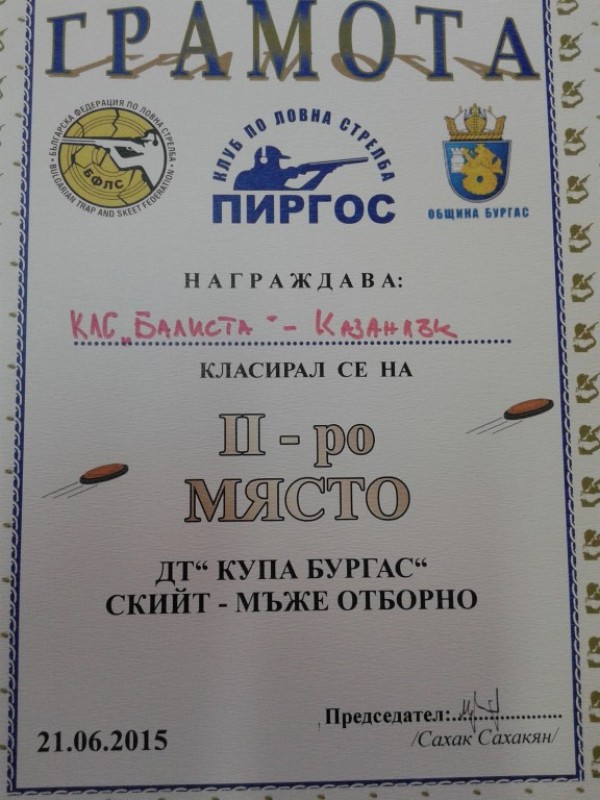 ГРАМОТА
БЪЛГАРСКА ФЕДЕРАЦИЯ ПО ЛОВНА СТРЕЛБА
БФЛС
BULGARIAN TRAP AND SKEET FEDERATION
КЛУБ ПО ЛОВНА СТРЕЛБА
ПИРГОС
ОБЩИНА БУРГАС
НАГРАЖДАВА:
КЛС „БАЛИСТА" - КАЗАНЛЪК
КЛАСИРАЛ СЕ НА
II - ро
МЯСТО
ДТ“ КУПА БУРГАС“
СКИЙТ - МЪЖЕ ОТБОРНО
Председател:
/Сахак Сахакян/
21.06.2015